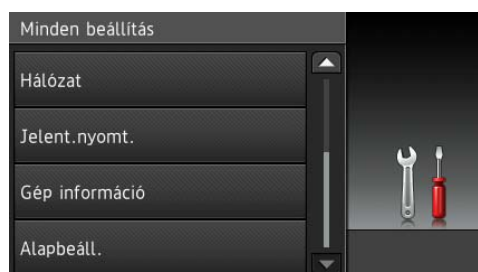 Minden beállítás
Hálózat
Jelent.nyomt.
Gép információ
Alapbeáll.